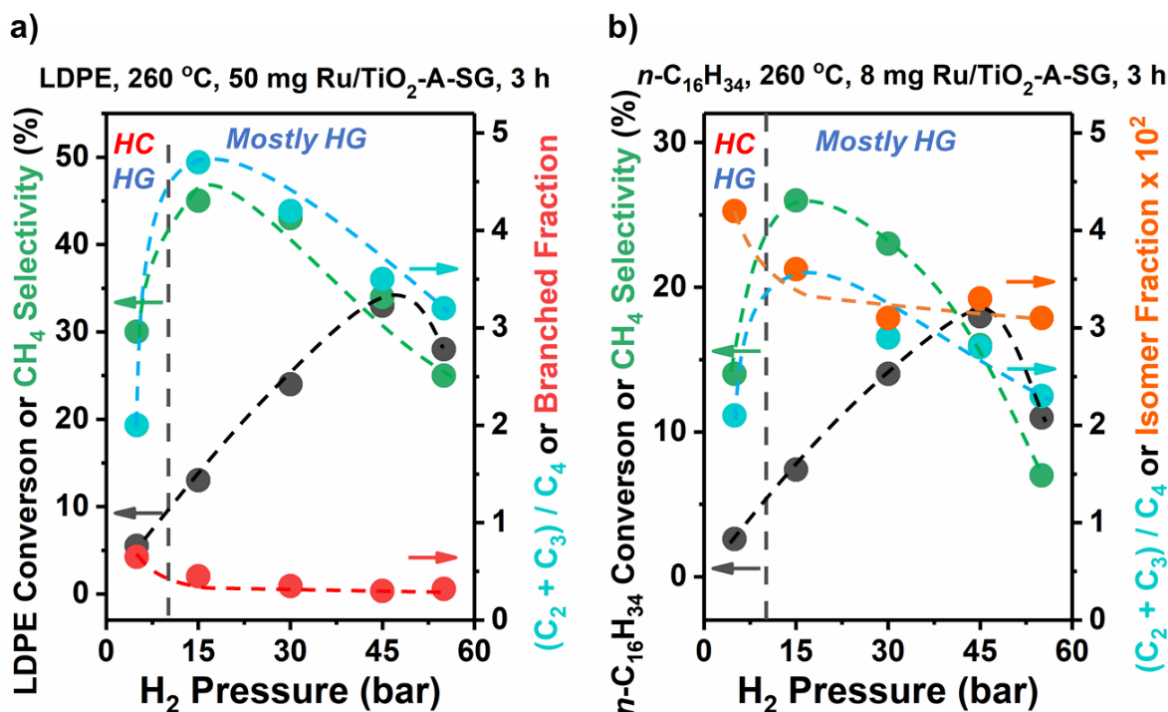 a)
LDPE, 260 °C, 50 mg Ru/TiO₂-A-SG, 3 h
HC
HG
Mostly HG
LDPE Converson or CH₄ Selectivity (%)
50
40
30
20
10
0
5
4
3
2
1
0
(C₂ + C₃) / C₄ or Branched Fraction
0 15 30 45 60
H₂ Pressure (bar)
b)
n-C₁₆H₃₄, 260 °C, 8 mg Ru/TiO₂-A-SG, 3 h
HC
HG
Mostly HG
n-C₁₆H₃₄ Converson or CH₄ Selectivity (%)
30
20
10
0
5
4
3
2
1
0
(C₂ + C₃) / C₄ or Isomer Fraction x 10²
0 15 30 45 60
H₂ Pressure (bar)